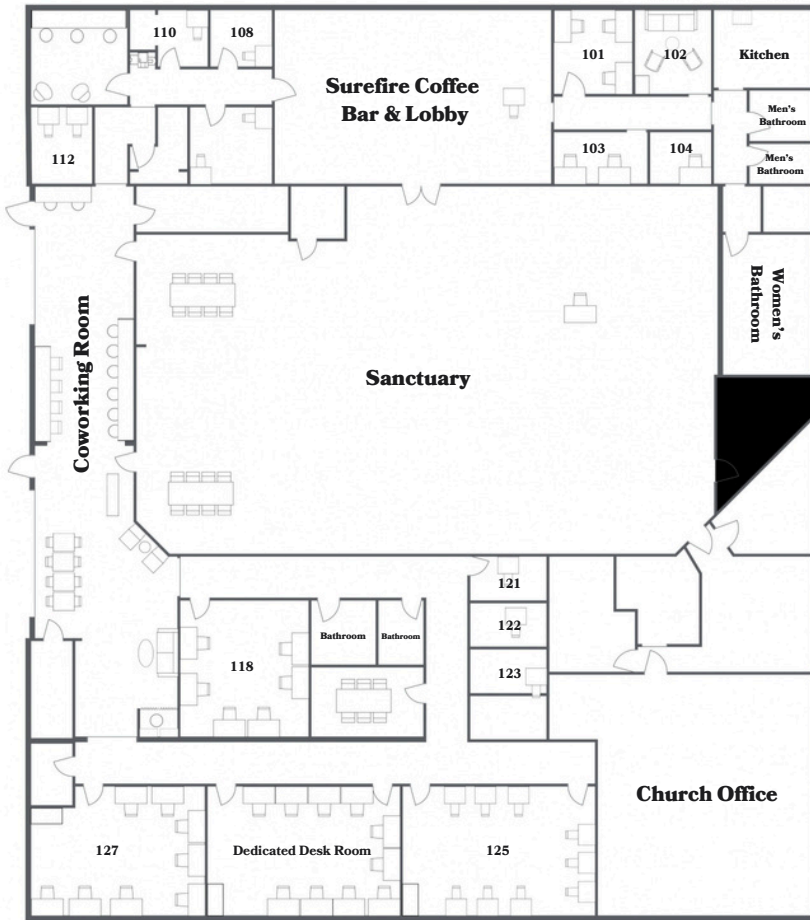 110
108
Surefire Coffee
Bar & Lobby
101
102
Kitchen
Men's
Bathroom
112
103
104
Men's
Bathroom
Women's
Bathroom
Coworking Room
Sanctuary
121
122
123
118
Bathroom
Bathroom
Church Office
127
Dedicated Desk Room
125